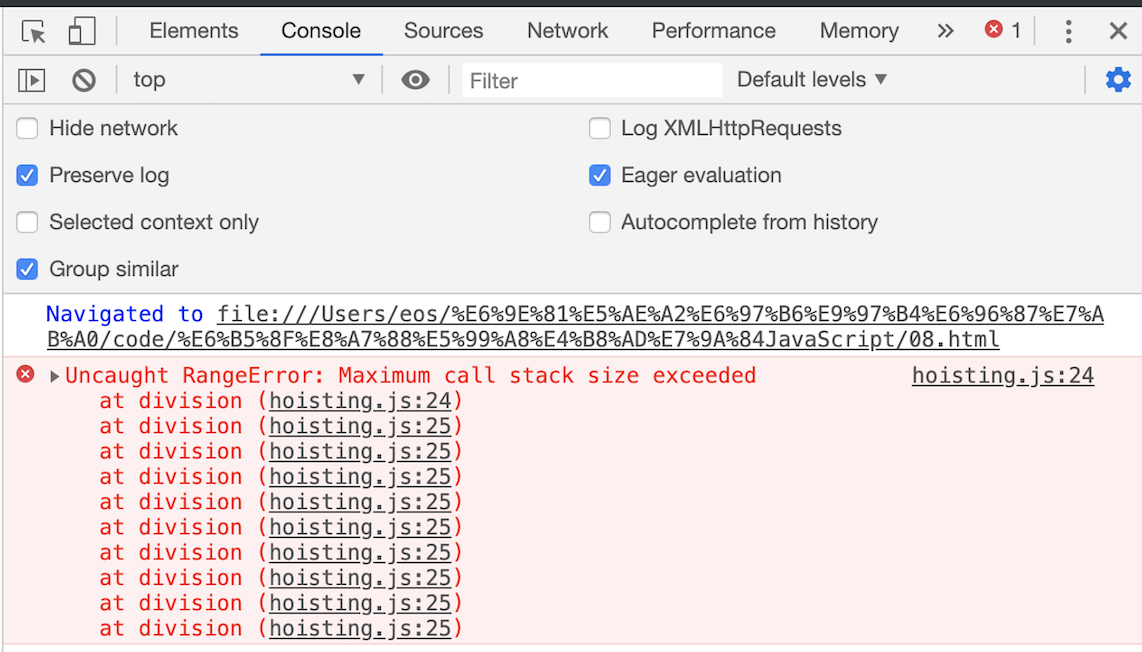 Elements Console Sources Network Performance Memory » 1
top ▼ Filter Default levels ▼
Hide network Log XMLHttpRequests
Preserve log Eager evaluation
Selected context only Autocomplete from history
Group similar
Navigated to file:///Users/eos/%E6%9E%81%E5%AE%A2%E6%97%B6%E9%97%B4%E6%96%87%E7%A
B%A0/code/%E6%B5%8F%E8%A7%88%E5%99%A8%E4%B8%AD%E7%9A%84JavaScript/08.html
Uncaught RangeError: Maximum call stack size exceeded hoisting.js:24
at division (hoisting.js:24)
at division (hoisting.js:25)
at division (hoisting.js:25)
at division (hoisting.js:25)
at division (hoisting.js:25)
at division (hoisting.js:25)
at division (hoisting.js:25)
at division (hoisting.js:25)
at division (hoisting.js:25)
at division (hoisting.js:25)